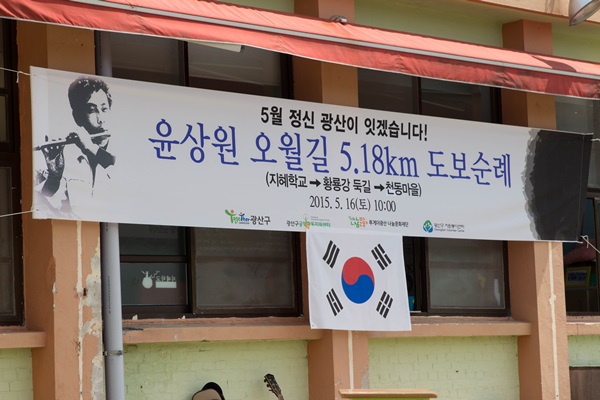 5월 정신 광산이 잇겠습니다!
윤상원 오월길 5.18km 도보순례
(지혜학교 → 황룡강 둑길 → 천동마을)
2015. 5. 16(토) 10:00
광산구